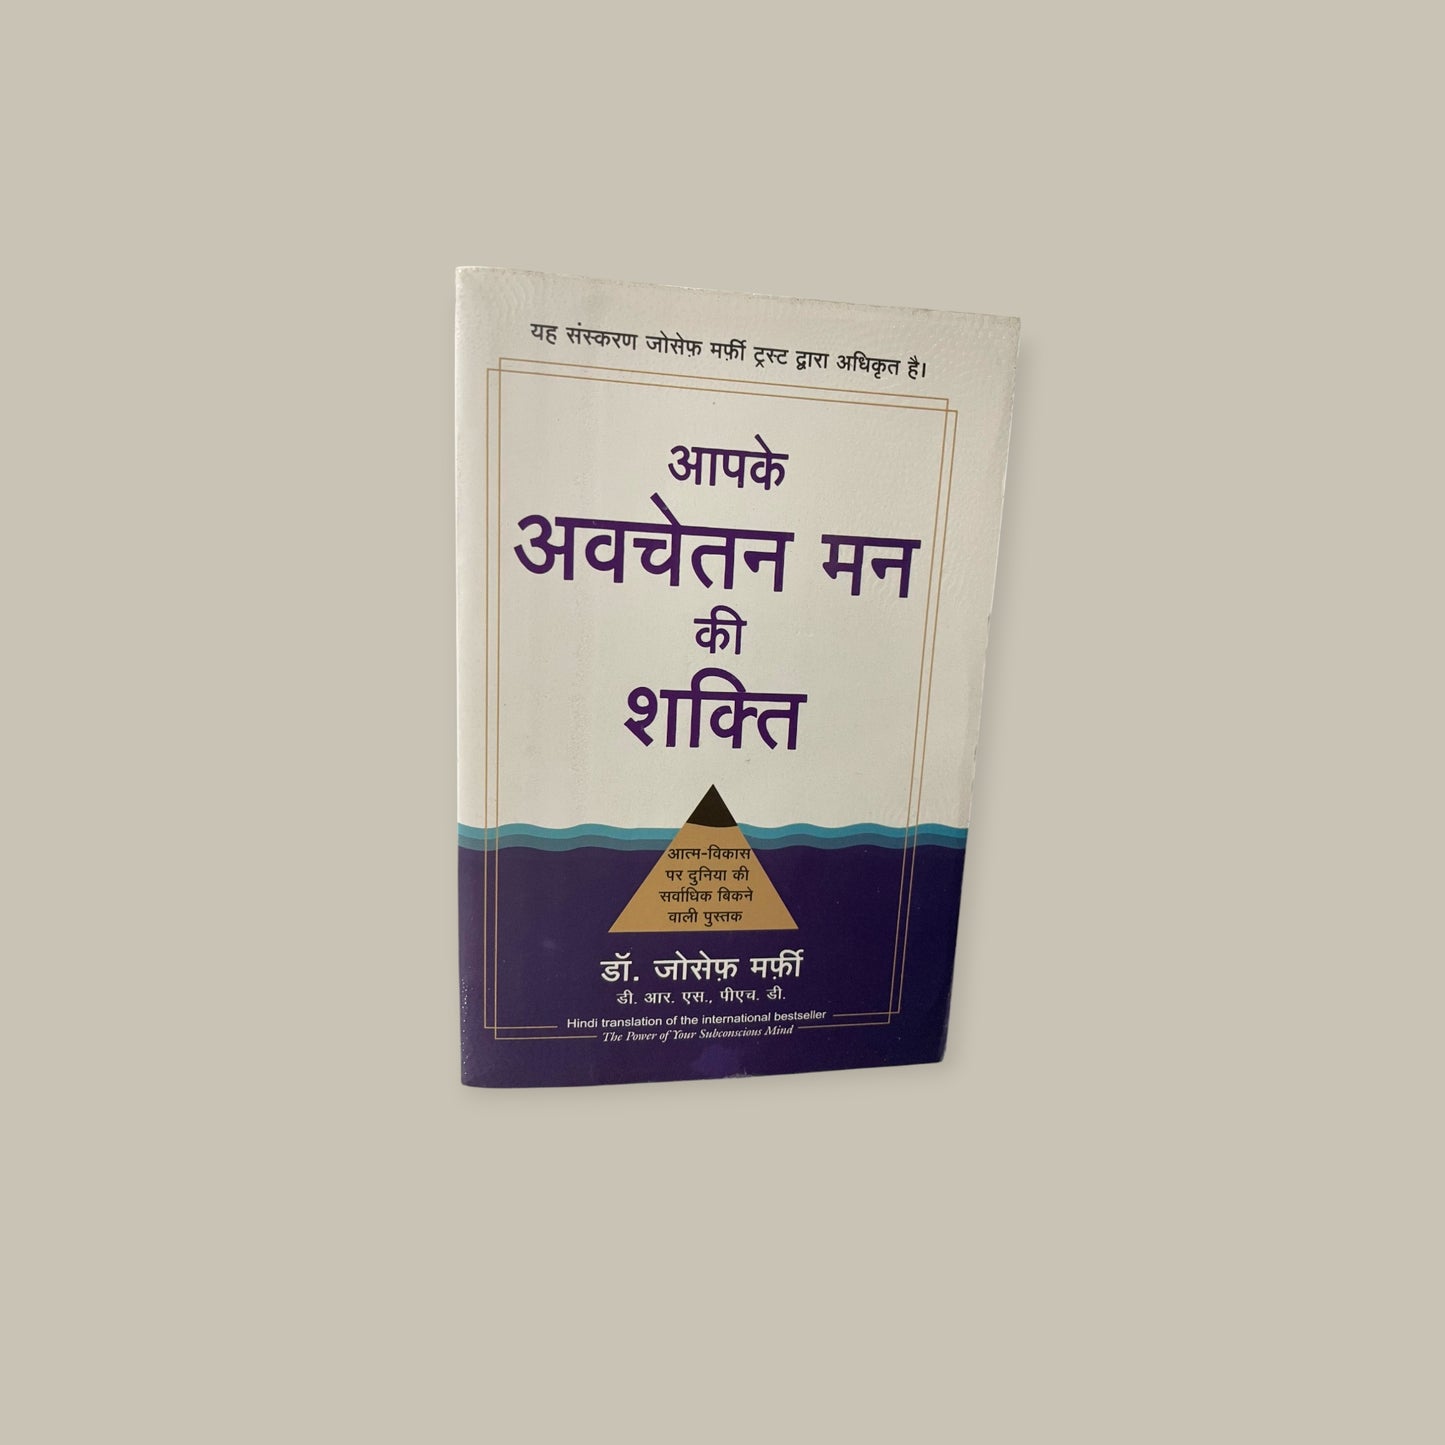 यह संस्करण जोसेफ़ मर्फ़ी ट्रस्ट द्वारा अधिकृत है।
आपके
अवचेतन मन
की
शक्ति
आत्म-विकास
पर दुनिया की
सर्वाधिक बिकने
वाली पुस्तक
डॉ. जोसेफ़ मर्फ़ी
डी. आर. एस., पीएच. डी.
Hindi translation of the international bestseller
The Power of Your Subconscious Mind